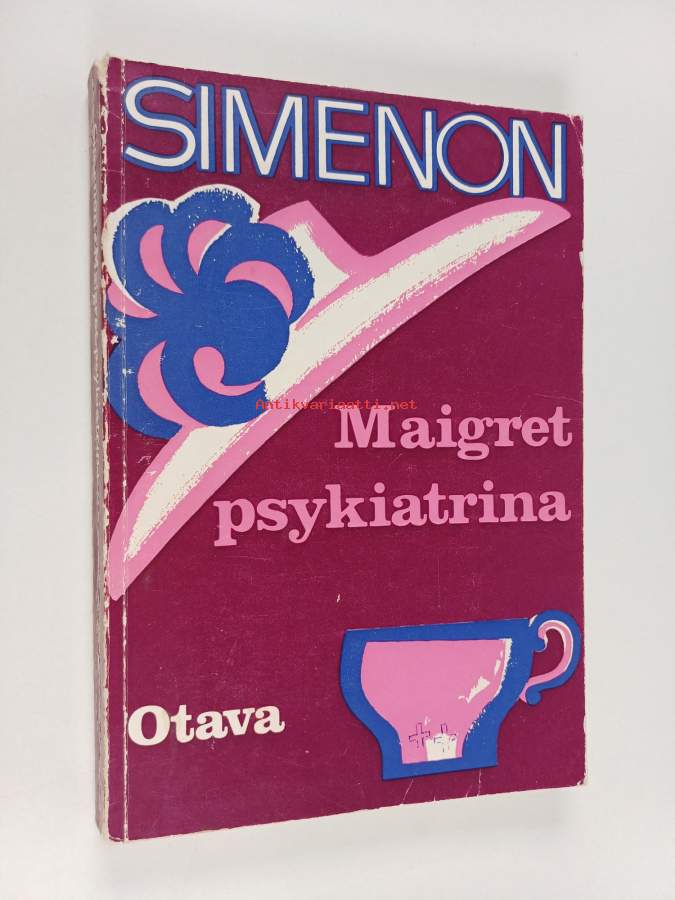 SIMENON
Antikvariaatti.net
Maigret
psykiatrina
Otava